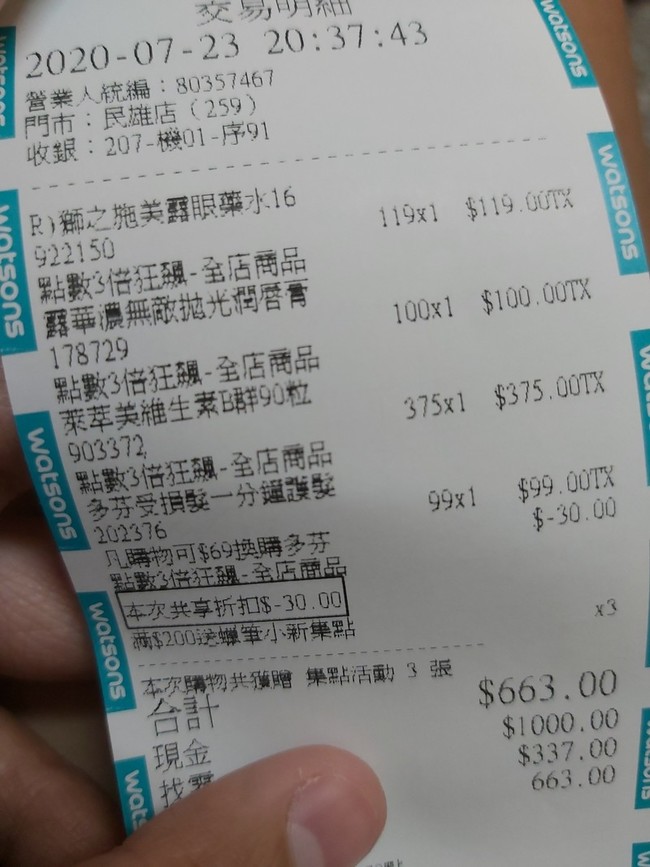 交易明細
2020-07-23 20:37:43
營業人統編：80357467
門市：民雄店（259）
收銀：207-機01-序91
R)獅之施美露眼藥水16
119x1 $119.00TX
922150
點數3倍狂飆-全店商品
露華濃無敵拋光潤唇膏
100x1 $100.00TX
178729
點數3倍狂飆-全店商品
萊萃美維生素B群90粒
375x1 $375.00TX
903372
點數3倍狂飆-全店商品
多芬受損髮一分鐘護髮
99x1 $99.00TX
202376
$-30.00
凡購物可$69換購多芬
點數3倍狂飆-全店商品
本次共享折扣$-30.00
滿$200送蠟筆小新集點 x3
本次購物共獲贈 集點活動 3 張
合計 $663.00
現金 $1000.00
找零 $337.00
663.00
watsons
watsons
watsons
watsons
watsons
watsons